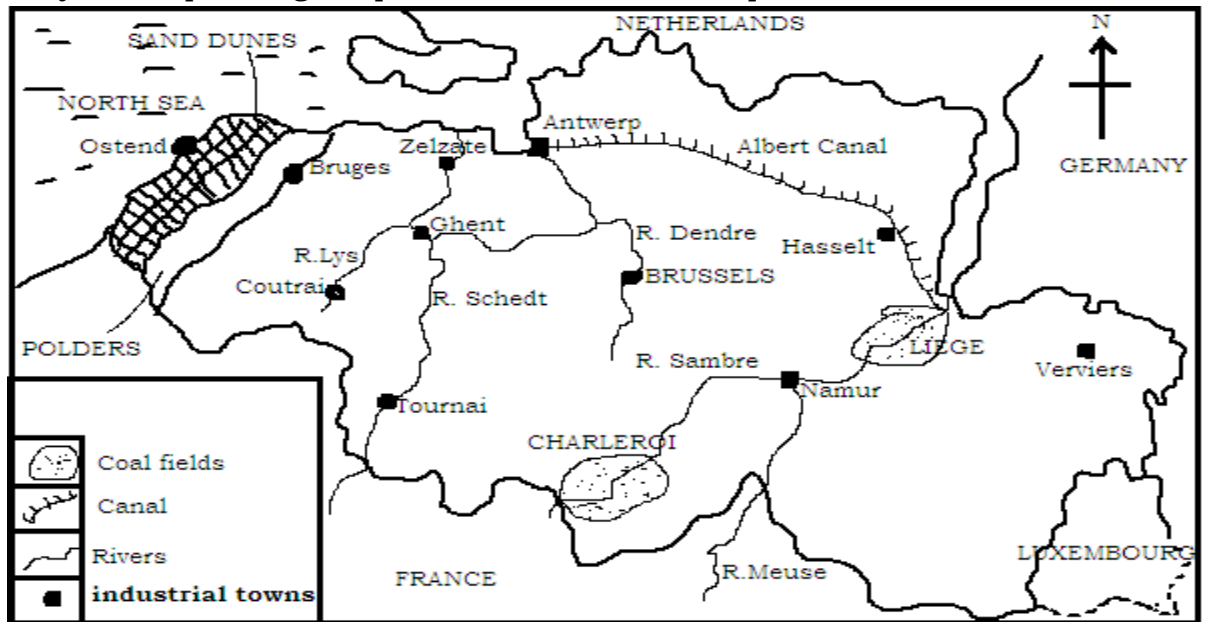 NETHERLANDS
N
SAND DUNES
NORTH SEA
Ostend
Bruges
Zelzate
Antwerp
Albert Canal
GERMANY
Ghent
R. Dendre
Hasselt
R.Lys
BRUSSELS
Coutrai
R. Schedt
POLDERS
LIEGE
R. Sambre
Verviers
Namur
Tournai
CHARLEROI
Coal fields
Canal
Rivers
industrial towns
FRANCE
R.Meuse
LUXEMBOURG